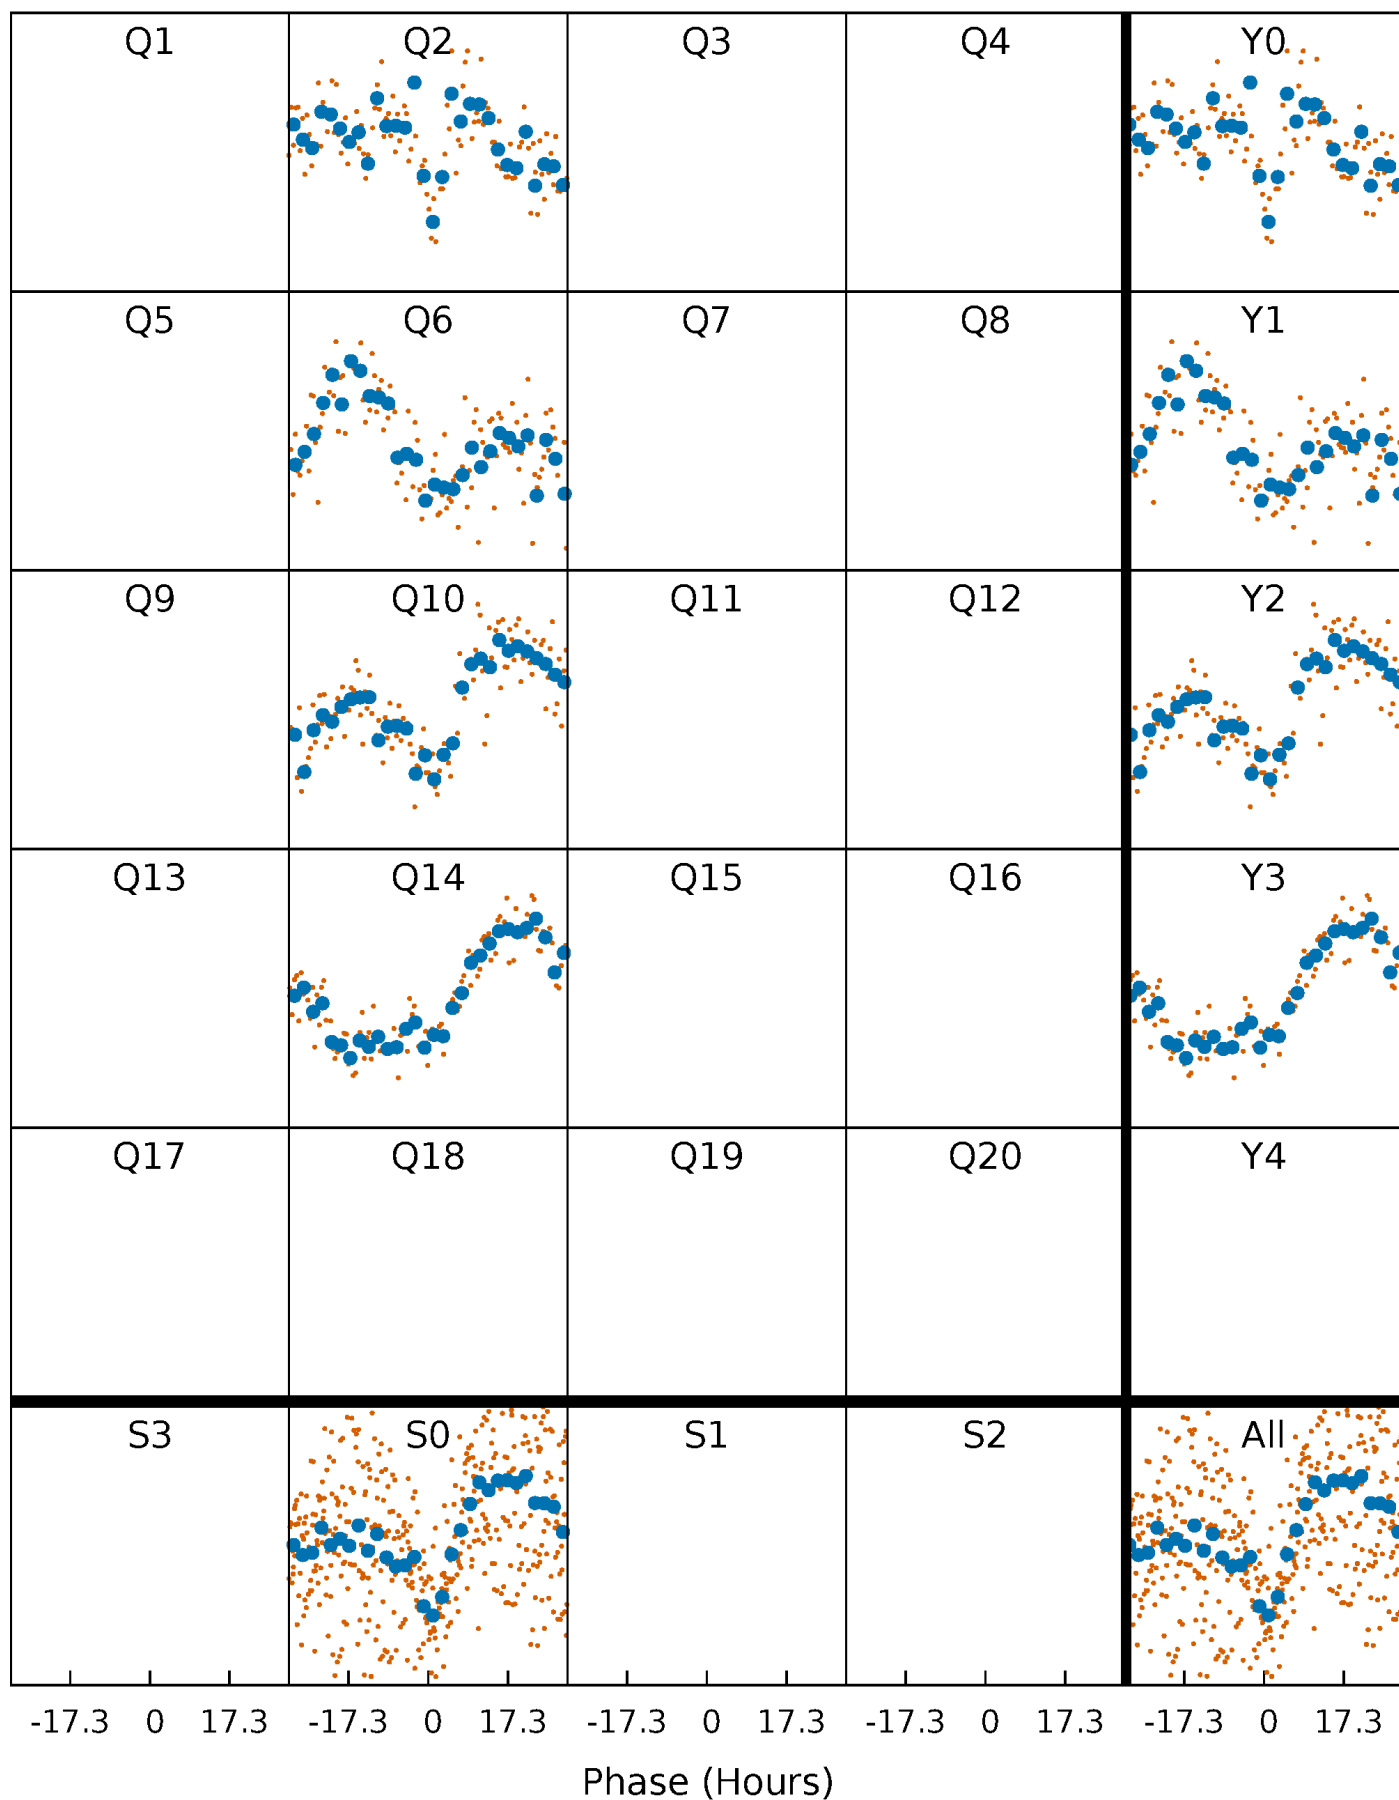 Q1 Q2 Q3 Q4 Y0
Q5 Q6 Q7 Q8 Y1
Q9 Q10 Q11 Q12 Y2
Q13 Q14 Q15 Q16 Y3
Q17 Q18 Q19 Q20 Y4
S3 S0 S1 S2 All
-17.3 0 17.3 -17.3 0 17.3 -17.3 0 17.3 -17.3 0 17.3 -17.3 0 17.3
Phase (Hours)